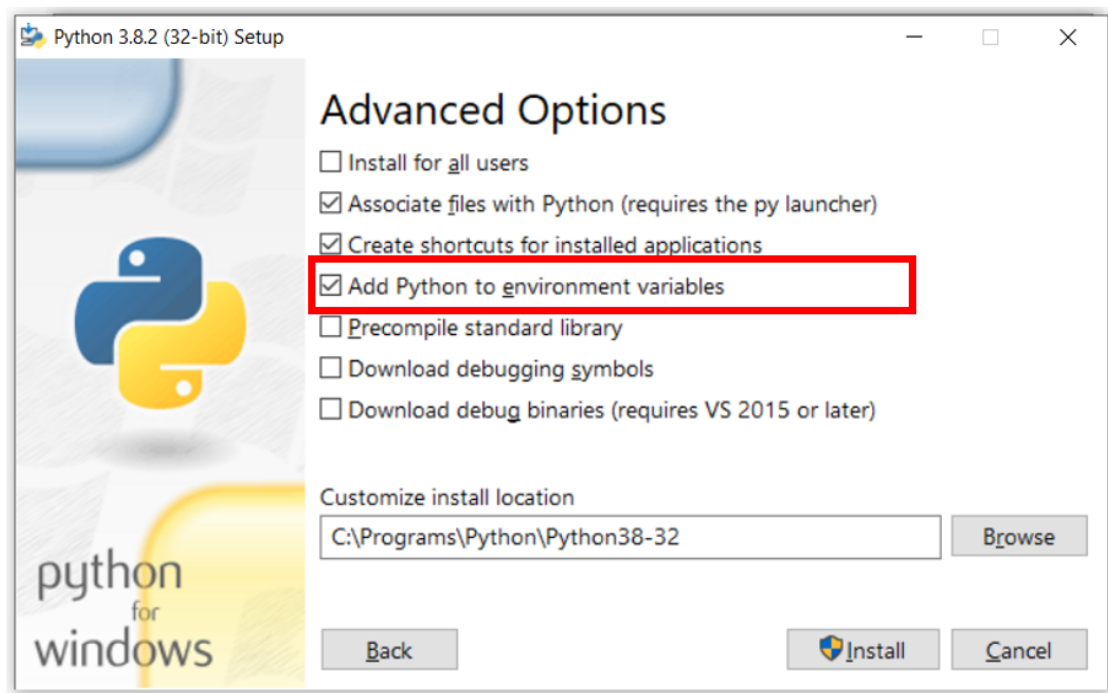 Python 3.8.2 (32-bit) Setup
Advanced Options
Install for all users
Associate files with Python (requires the py launcher)
Create shortcuts for installed applications
Add Python to environment variables
Precompile standard library
Download debugging symbols
Download debug binaries (requires VS 2015 or later)
Customize install location
C:\Programs\Python\Python38-32
Browse
python
for
windows
Back
Install
Cancel